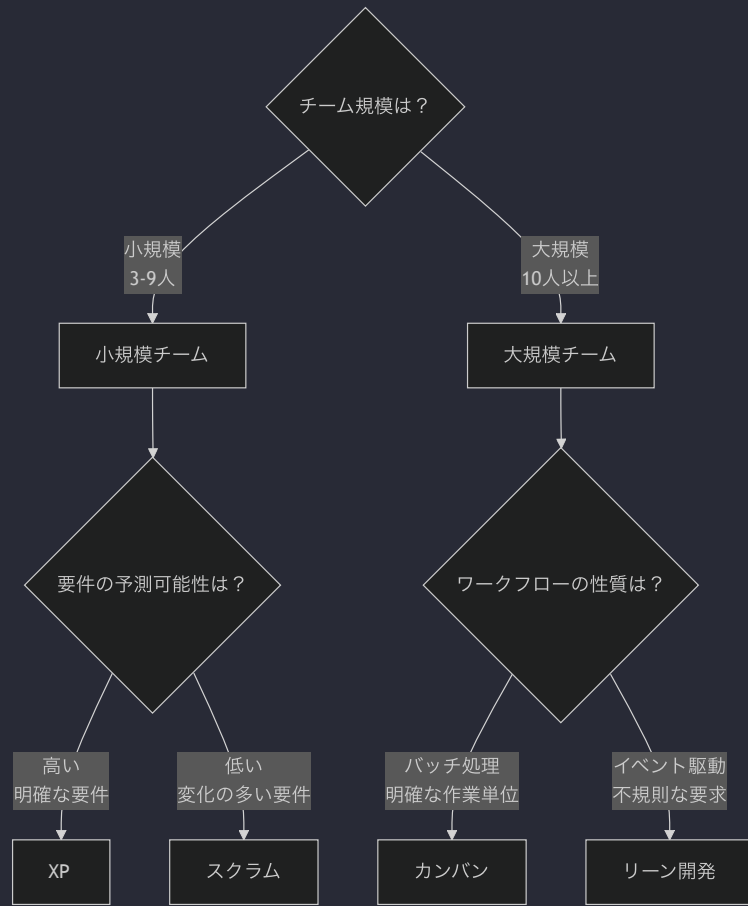 チーム規模は？
小規模
3-9人
大規模
10人以上
小規模チーム
大規模チーム
要件の予測可能性は？
ワークフローの性質は？
高い
明確な要件
低い
変化の多い要件
バッチ処理
明確な作業単位
イベント駆動
不規則な要求
XP
スクラム
カンバン
リーン開発